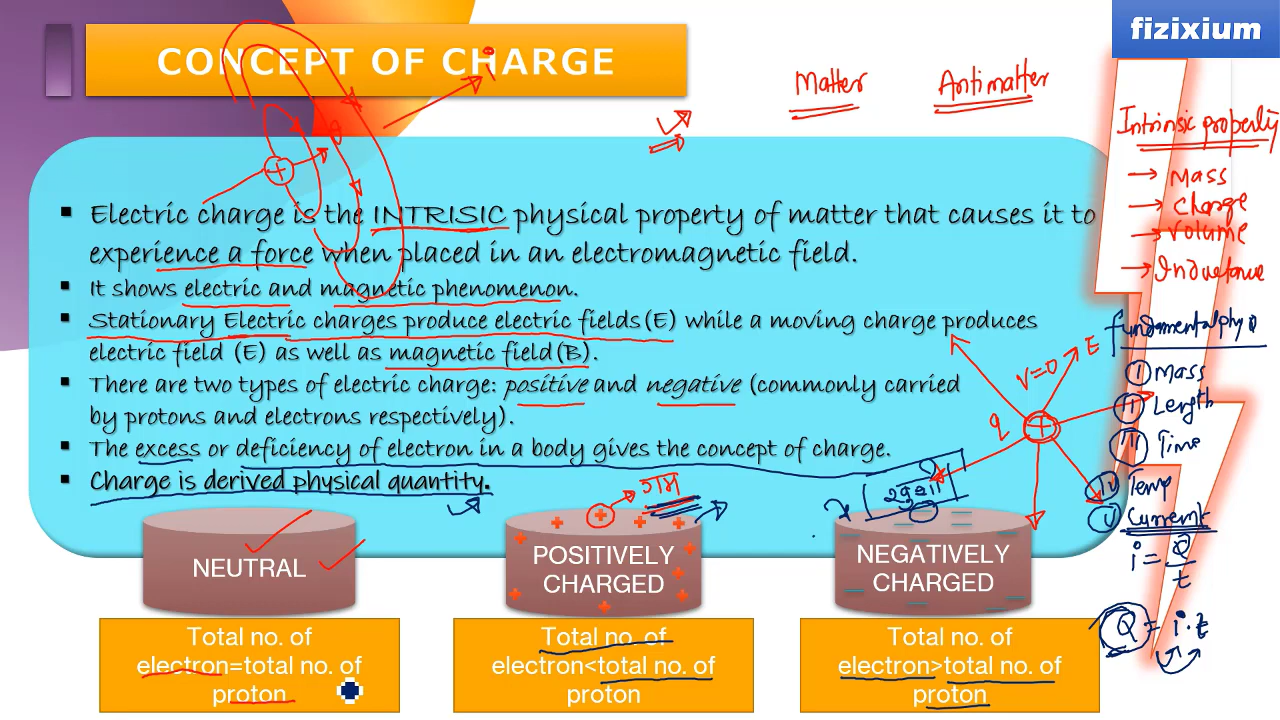 fizixium
CONCEPT OF CHARGE
i
B
Matter
Antimatter
Intrinsic property
→ Mass
→ Charge
→ Volume
→ Inductance
Electric charge is the INTRISIC physical property of matter that causes it to
experience a force when placed in an electromagnetic field.
It shows electric and magnetic phenomenon.
Stationary Electric charges produce electric fields(E) while a moving charge produces
electric field (E) as well as magnetic field(B).
There are two types of electric charge: positive and negative (commonly carried
by protons and electrons respectively).
The excess or deficiency of electron in a body gives the concept of charge.
Charge is derived physical quantity.
V=0
E
q
+
Fundamental phy Q
I Mass
II Length
III Time
IV Temp
V Current
i = Q/t
Q = i.t
NEUTRAL
POSITIVELY
CHARGED
NEGATIVELY
CHARGED
Total no. of
electron=total no. of
proton
Total no. of
electron<total no. of
proton
Total no. of
electron>total no. of
proton